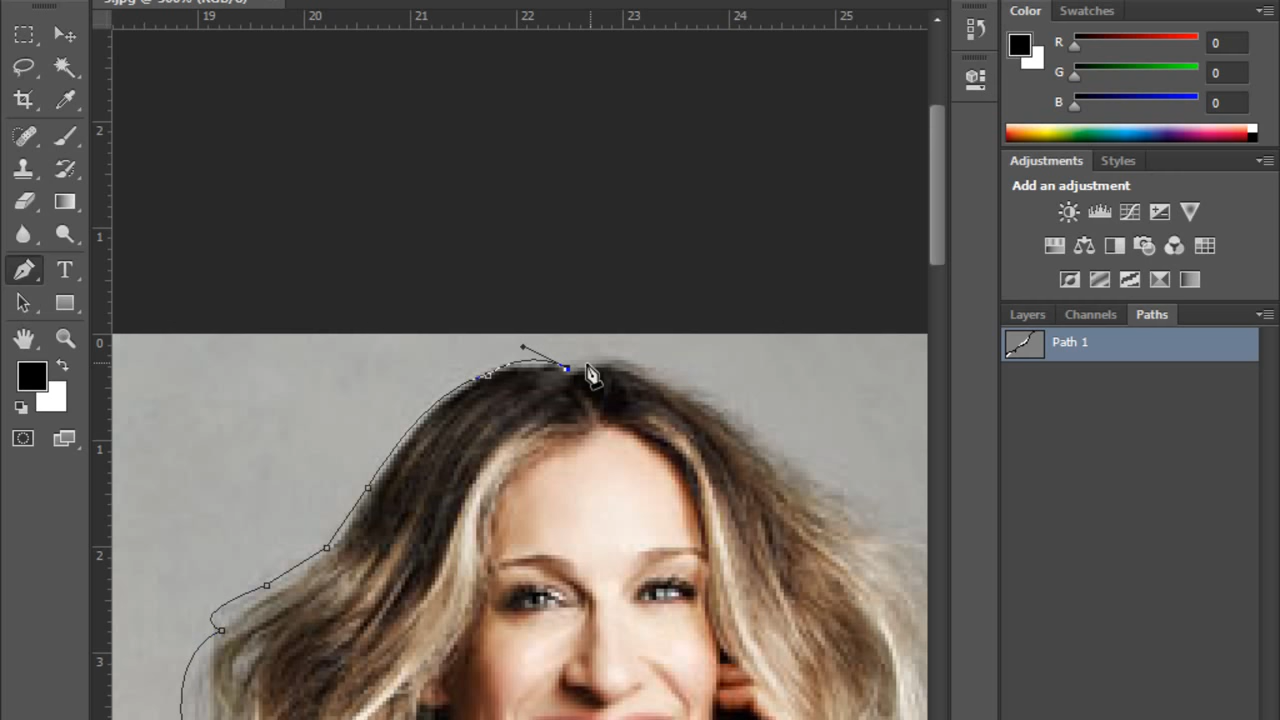 19 20 21 22 23 24 25
2
1
0
1
2
3
T
Color Swatches
R 0
G 0
B 0
Adjustments Styles
Add an adjustment
Layers Channels Paths
Path 1